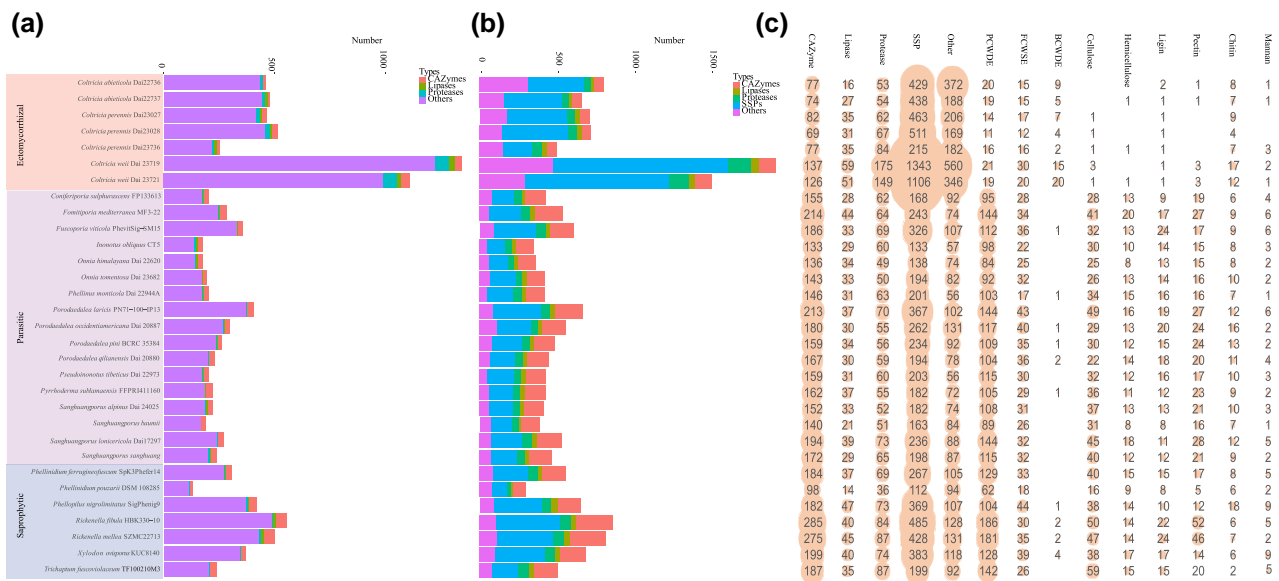 (a)
(b)
(c)
Number
0
500
1000
Types
CAZymes
Lipases
Proteases
Others
Number
0
500
1000
1500
Types
CAZymes
Lipases
Proteases
SSPs
Others
CAZyme Lipase Protease SSP Other PCWDE FCWSE BCWDE Cellulose Hemicellulose Ligin Pectin Chitin Mannan
Ectomycorrhizal
Coltricia abieticola Dai22736 77 16 53 429 372 20 15 9 2 1 8 1
Coltricia abieticola Dai22737 74 27 54 438 188 19 15 5 1 1 1 7 1
Coltricia perennis Dai23027 82 35 62 463 206 14 17 7 1 1 9
Coltricia perennis Dai23028 69 31 67 511 169 11 12 4 1 1 4
Coltricia perennis Dai23736 77 35 84 215 182 16 16 2 1 1 1 7 3
Coltricia weii Dai 23719 137 59 175 1343 560 21 30 15 3 1 3 17 2
Coltricia weii Dai 23721 126 51 149 1106 346 19 20 20 1 1 1 3 12 1
Parasitic
Coniferiporia sulphurascens FP133613 155 28 62 168 92 95 28 28 13 9 19 6 4
Fomitiporia mediterranea MF3-22 214 44 64 243 74 144 34 41 20 17 27 9 6
Fuscoporia viticola PhevitSig-SM15 186 33 69 326 107 112 36 1 32 13 24 17 9 6
Inonotus obliquus CT5 133 29 60 133 57 98 22 30 10 14 15 8 3
Onnia himalayana Dai 22620 136 34 49 138 74 84 25 25 8 13 15 8 2
Onnia tomentosa Dai 23682 143 33 50 194 82 92 32 26 13 14 16 10 2
Phellinus monticola Dai 22944A 146 31 63 201 56 103 17 1 34 15 16 16 7 1
Porodaedalea laricis PN71-100-IP13 213 37 70 367 102 144 43 49 16 19 27 12 6
Porodaedalea occidentiamericana Dai 20887 180 30 55 262 131 117 40 1 29 13 20 24 16 2
Porodaedalea pini BCRC 35384 159 34 56 234 92 109 35 1 30 12 15 24 13 2
Porodaedalea qilianensis Dai 20880 167 30 59 194 78 104 36 2 22 14 18 20 11 4
Pseudoinonotus tibeticus Dai 22973 159 31 60 203 56 115 30 32 12 16 17 10 3
Pyrrhoderma sublamaensis FFPRI411160 162 37 55 182 72 105 29 1 36 11 12 23 9 2
Sanghuangporus alpinus Dai 24025 152 33 52 182 74 108 31 37 13 13 21 10 3
Sanghuangporus baumii 140 21 51 163 84 89 26 31 8 8 16 7 1
Sanghuangporus lonicericola Dai17297 194 39 73 236 88 144 32 45 18 11 28 12 5
Sanghuangporus sanghuang 172 29 65 198 87 115 32 40 12 12 21 9 2
Saprophytic
Phellinidium ferrugineofuscum SpK3Phefer14 184 37 69 267 105 129 33 40 15 15 17 8 5
Phellinidium pouzarii DSM 108285 98 14 36 112 94 62 18 16 9 8 5 6 2
Phellopilus nigrolimitatus SigPhenig9 182 47 73 369 107 104 44 1 38 14 10 12 18 9
Rickenella fibula HBK330-10 285 40 84 485 128 186 30 2 50 14 22 52 6 5
Rickenella mellea SZMC22713 275 45 87 428 131 181 35 2 47 14 24 46 7 2
Xylodon ovisporus KUC8140 199 40 74 383 118 128 39 4 38 17 17 14 6 9
Trichaptum fuscoviolaceum TF100210M3 187 35 87 199 92 142 26 59 15 15 20 2 5